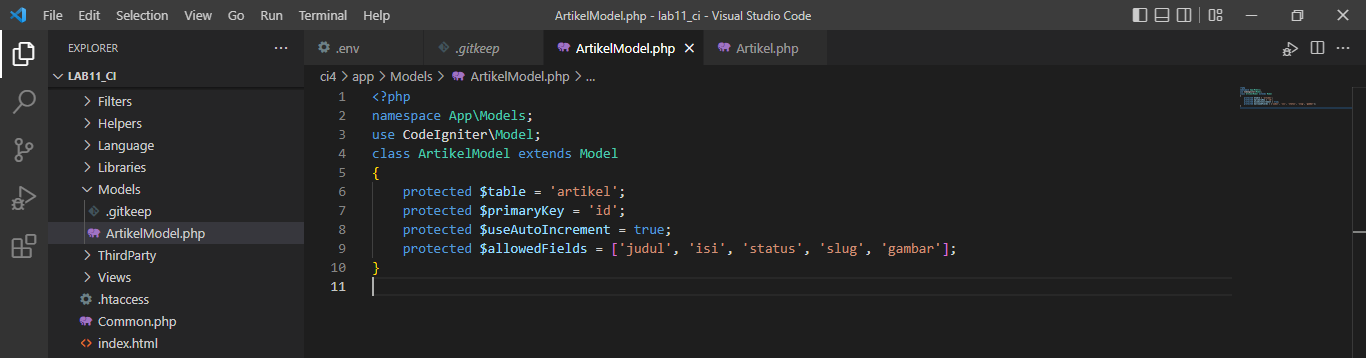 File Edit Selection View Go Run Terminal Help
ArtikelModel.php - lab11_ci - Visual Studio Code
EXPLORER
LAB11_CI
Filters
Helpers
Language
Libraries
Models
.gitkeep
ArtikelModel.php
ThirdParty
Views
.htaccess
Common.php
index.html
.env .gitkeep ArtikelModel.php Artikel.php
ci4 > app > Models > ArtikelModel.php > ...
1 <?php
2 namespace App\Models;
3 use CodeIgniter\Model;
4 class ArtikelModel extends Model
5 {
6 protected $table = 'artikel';
7 protected $primaryKey = 'id';
8 protected $useAutoIncrement = true;
9 protected $allowedFields = ['judul', 'isi', 'status', 'slug', 'gambar'];
10 }
11